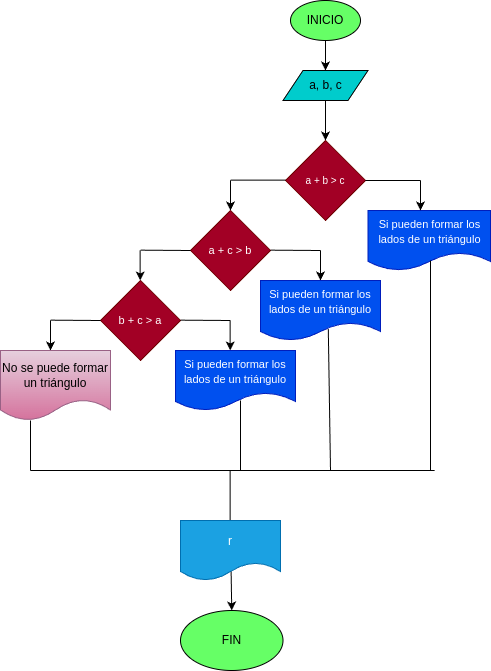 INICIO
a, b, c
a + b > c
Si pueden formar los
lados de un triángulo
a + c > b
Si pueden formar los
lados de un triángulo
b + c > a
No se puede formar
un triángulo
Si pueden formar los
lados de un triángulo
r
FIN